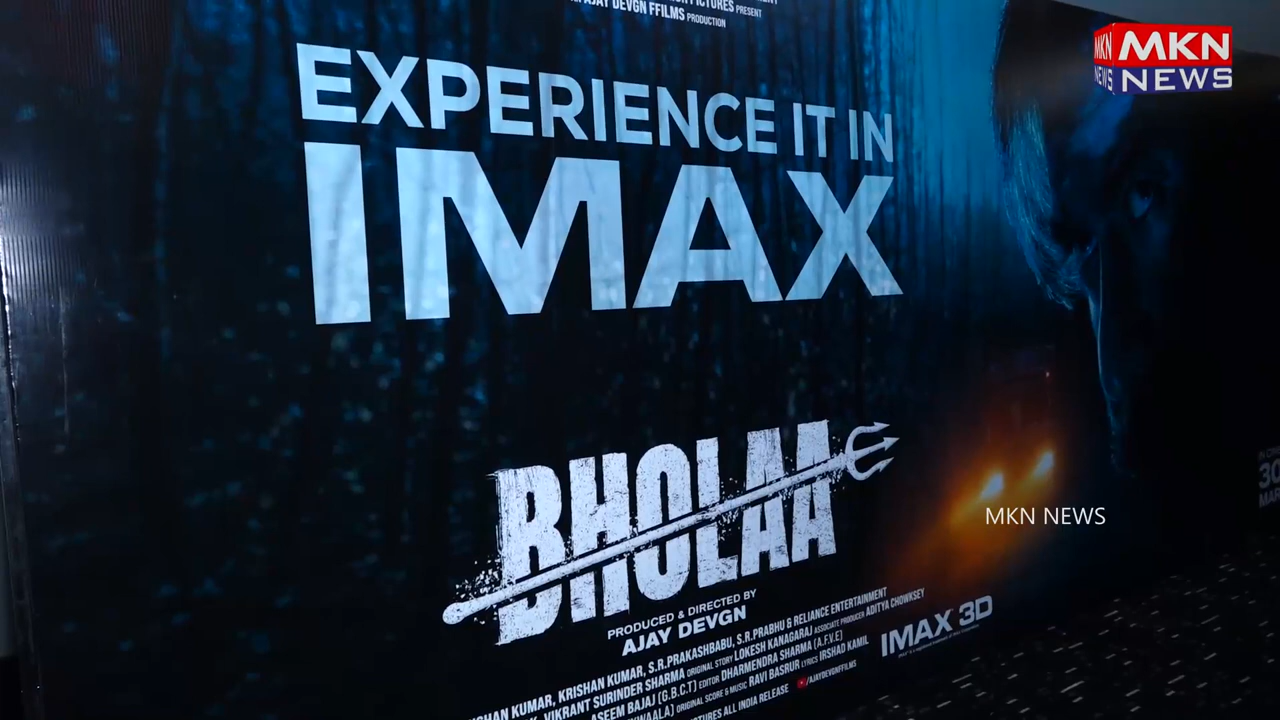 AJAY DEVGN FFILMS PRODUCTION
PICTURES PRESENT
MKN
NEWS
MKN
NEWS
EXPERIENCE IT IN
IMAX
BHOLAA
MKN NEWS
PRODUCED & DIRECTED BY
AJAY DEVGN
KUMAR, KRISHAN KUMAR, S.R.PRAKASHBABU, S.R.PRABHU & RELIANCE ENTERTAINMENT
VIKRANT SURINDER SHARMA ORIGINAL STORY LOKESH KANAGARAJ ASSOCIATE PRODUCER ADITYA CHOWKSEY
ASEEM BAJAJ (G.B.C.T) EDITOR DHARMENDRA SHARMA (A.F.V.E)
ORIGINAL SCORE & MUSIC RAVI BASRUR LYRICS IRSHAD KAMIL
ALL INDIA RELEASE /AJAYDEVGNFFILMS
IMAX 3D
30